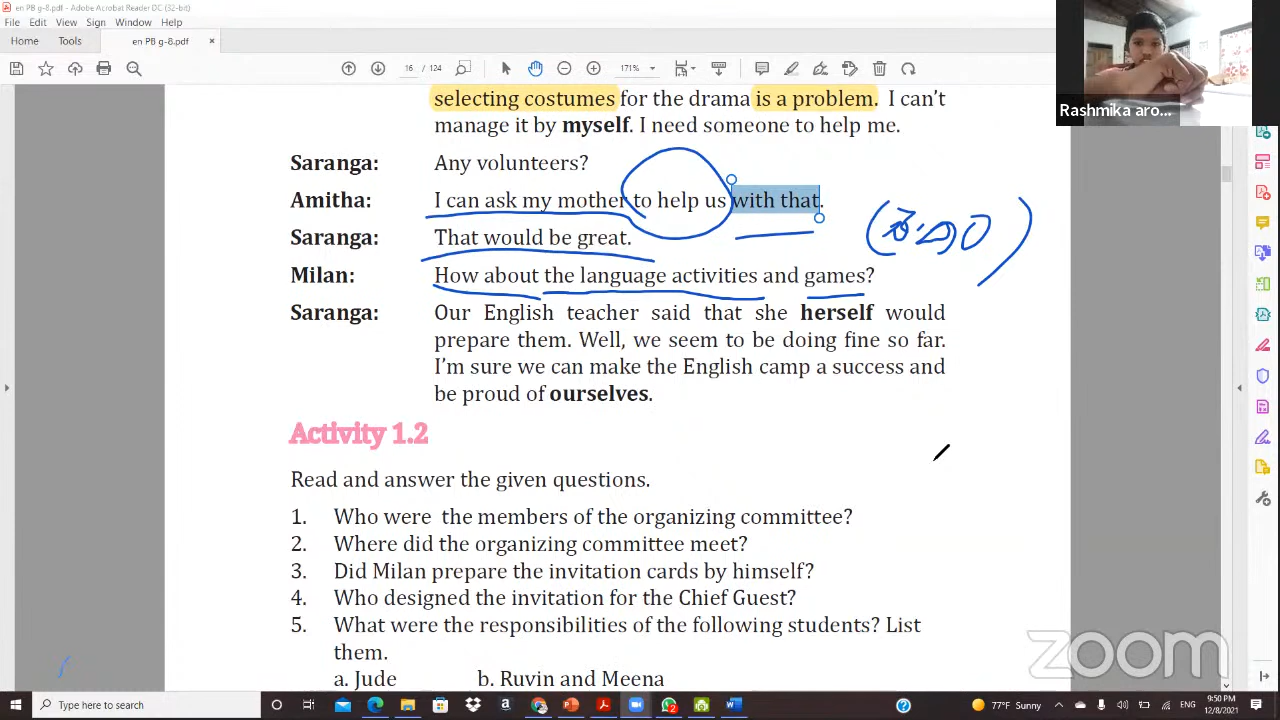 en PB g-8.pdf - Adobe Acrobat Reader DC (32-bit)
File Edit View Sign Window Help
Home Tools en PB g-8.pdf ×
16 / 124 171%
selecting costumes for the drama is a problem. I can't
manage it by myself. I need someone to help me.
Rashmika aro...
Saranga: Any volunteers?
Amitha: I can ask my mother to help us with that.
Saranga: That would be great.
Milan: How about the language activities and games?
Saranga: Our English teacher said that she herself would
prepare them. Well, we seem to be doing fine so far.
I'm sure we can make the English camp a success and
be proud of ourselves.
Activity 1.2
Read and answer the given questions.
1. Who were the members of the organizing committee?
2. Where did the organizing committee meet?
3. Did Milan prepare the invitation cards by himself?
4. Who designed the invitation for the Chief Guest?
5. What were the responsibilities of the following students? List
them.
a. Jude b. Ruvin and Meena
zoom
Type here to search
77°F Sunny ENG 9:50 PM
12/8/2021